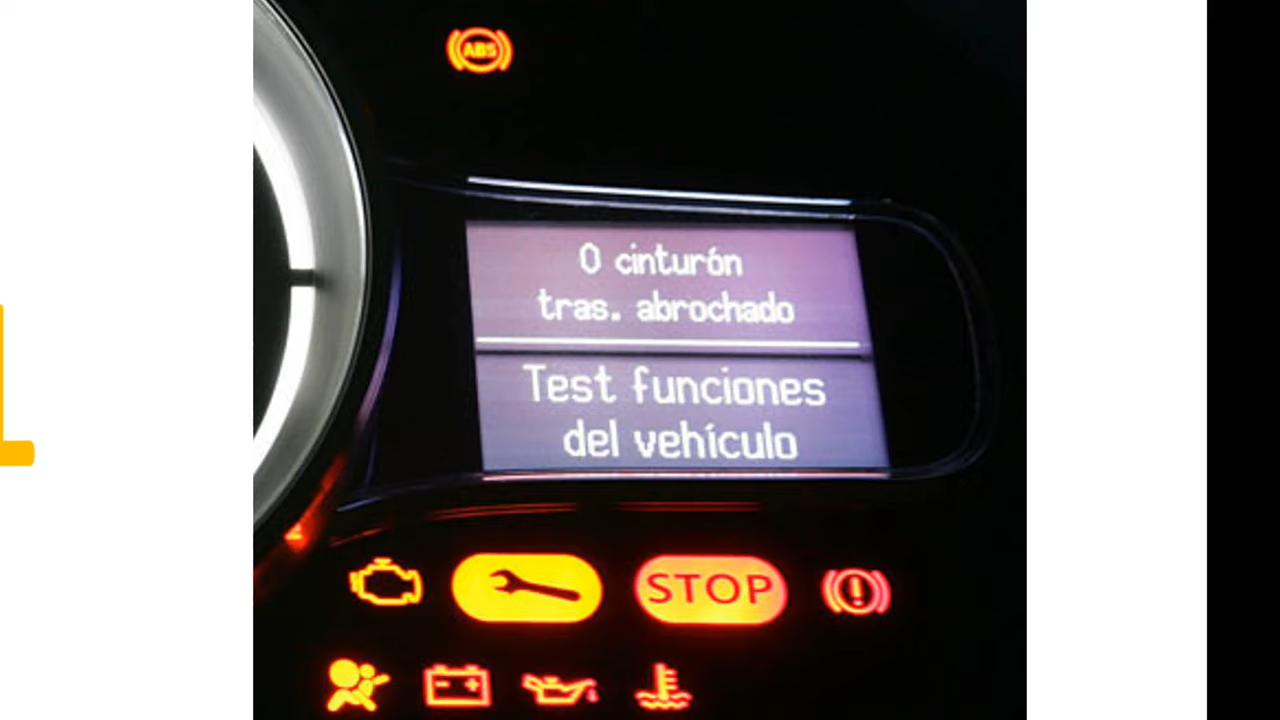 ABS
0 cinturón
tras. abrochado
Test funciones
del vehículo
STOP